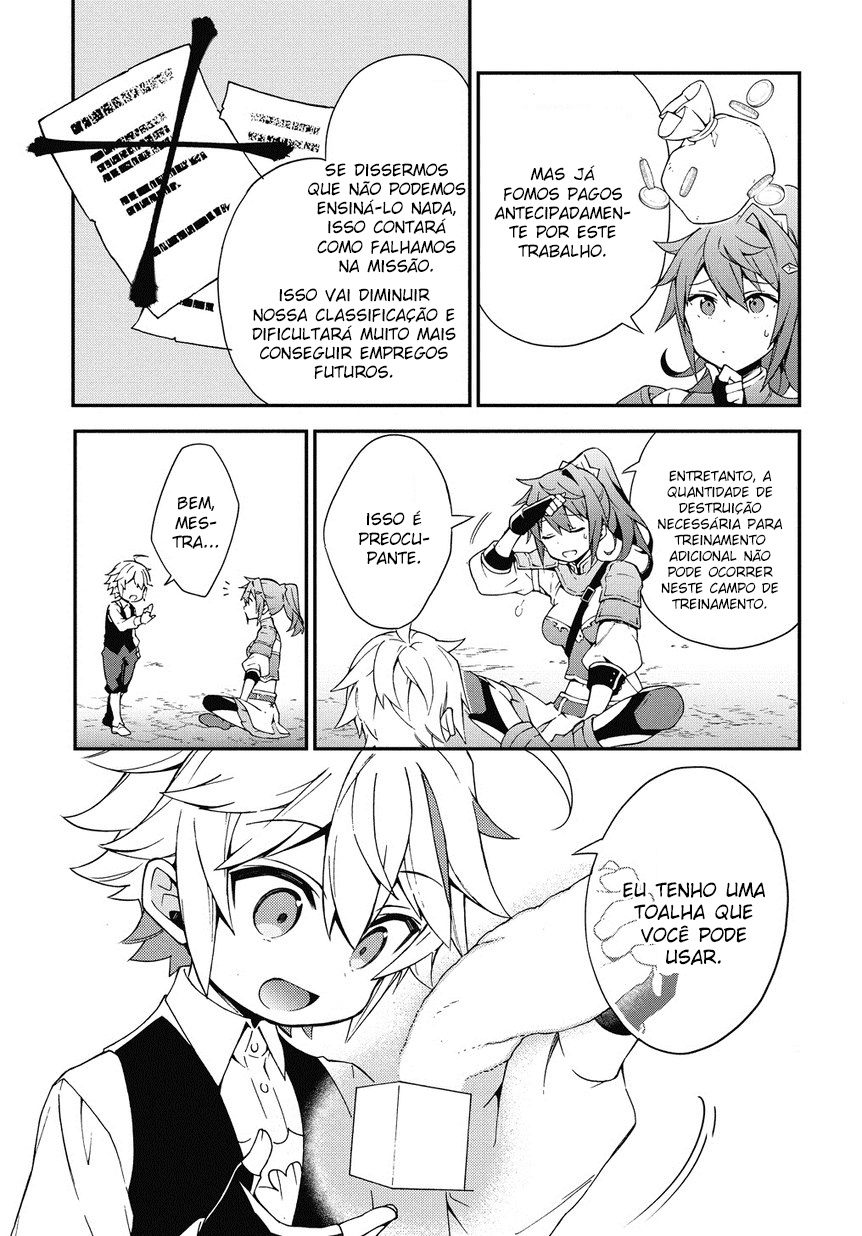 MAS JÁ
FOMOS PAGOS
ANTECIPADAMEN-
TE POR ESTE
TRABALHO.
SE DISSERMOS
QUE NÃO PODEMOS
ENSINÁ-LO NADA,
ISSO CONTARÁ
COMO FALHAMOS
NA MISSÃO.
ISSO VAI DIMINUIR
NOSSA CLASSIFICAÇÃO E
DIFICULTARÁ MUITO MAIS
CONSEGUIR EMPREGOS
FUTUROS.
ENTRETANTO, A
QUANTIDADE DE
DESTRUIÇÃO
NECESSÁRIA PARA
TREINAMENTO
ADICIONAL NÃO
PODE OCORRER
NESTE CAMPO DE
TREINAMENTO.
ISSO É
PREOCU-
PANTE.
BEM,
MES-
TRA...
EU TENHO UMA
TOALHA QUE
VOCÊ PODE
USAR.